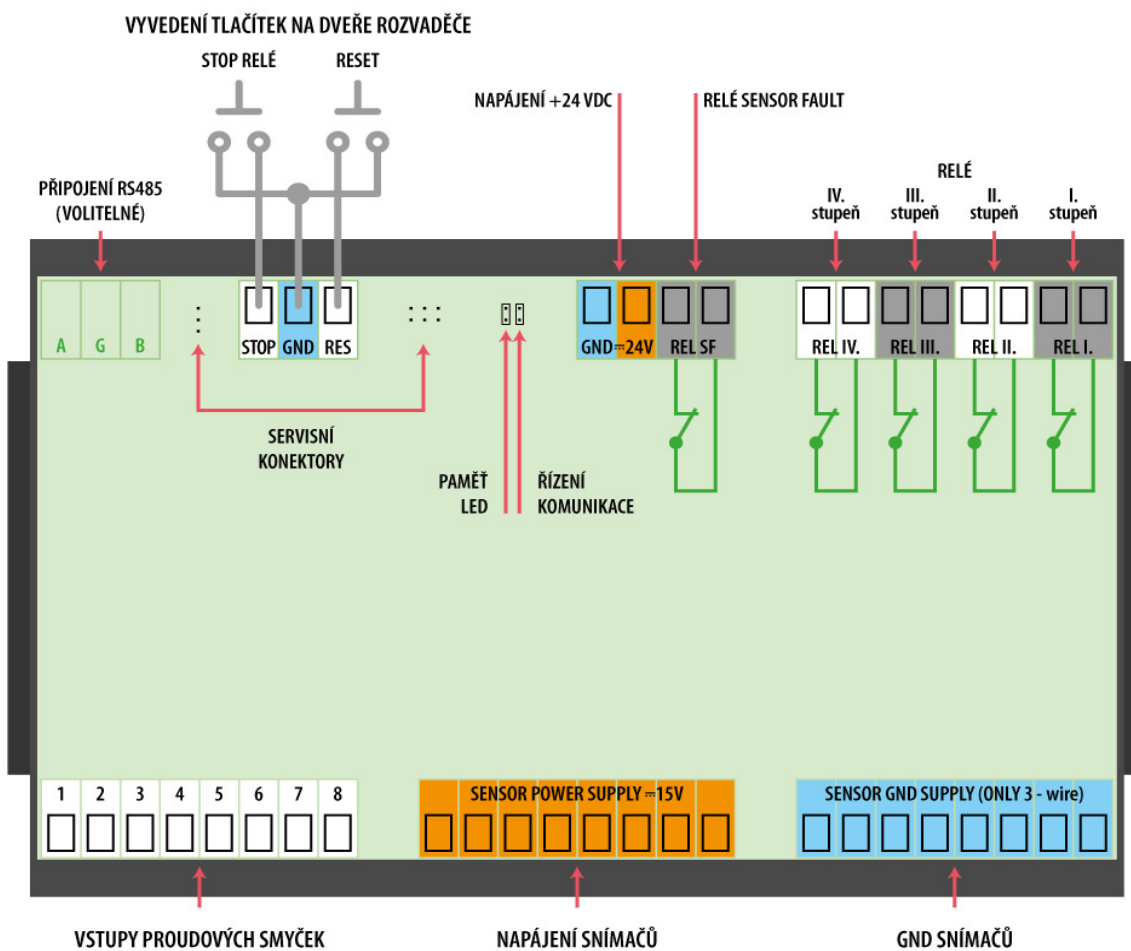 VYVEDENÍ TLAČÍTEK NA DVEŘE ROZVADĚČE
STOP RELÉ
RESET
NAPÁJENÍ +24 VDC
RELÉ SENSOR FAULT
PŘIPOJENÍ RS485
(VOLITELNÉ)
RELÉ
IV.
stupeň
III.
stupeň
II.
stupeň
I.
stupeň
A
G
B
STOP
GND
RES
GND⎓24V
REL SF
REL IV.
REL III.
REL II.
REL I.
SERVISNÍ
KONEKTORY
PAMĚŤ
LED
ŘÍZENÍ
KOMUNIKACE
1
2
3
4
5
6
7
8
SENSOR POWER SUPPLY ⎓15V
SENSOR GND SUPPLY (ONLY 3 - wire)
VSTUPY PROUDOVÝCH SMYČEK
NAPÁJENÍ SNÍMAČŮ
GND SNÍMAČŮ